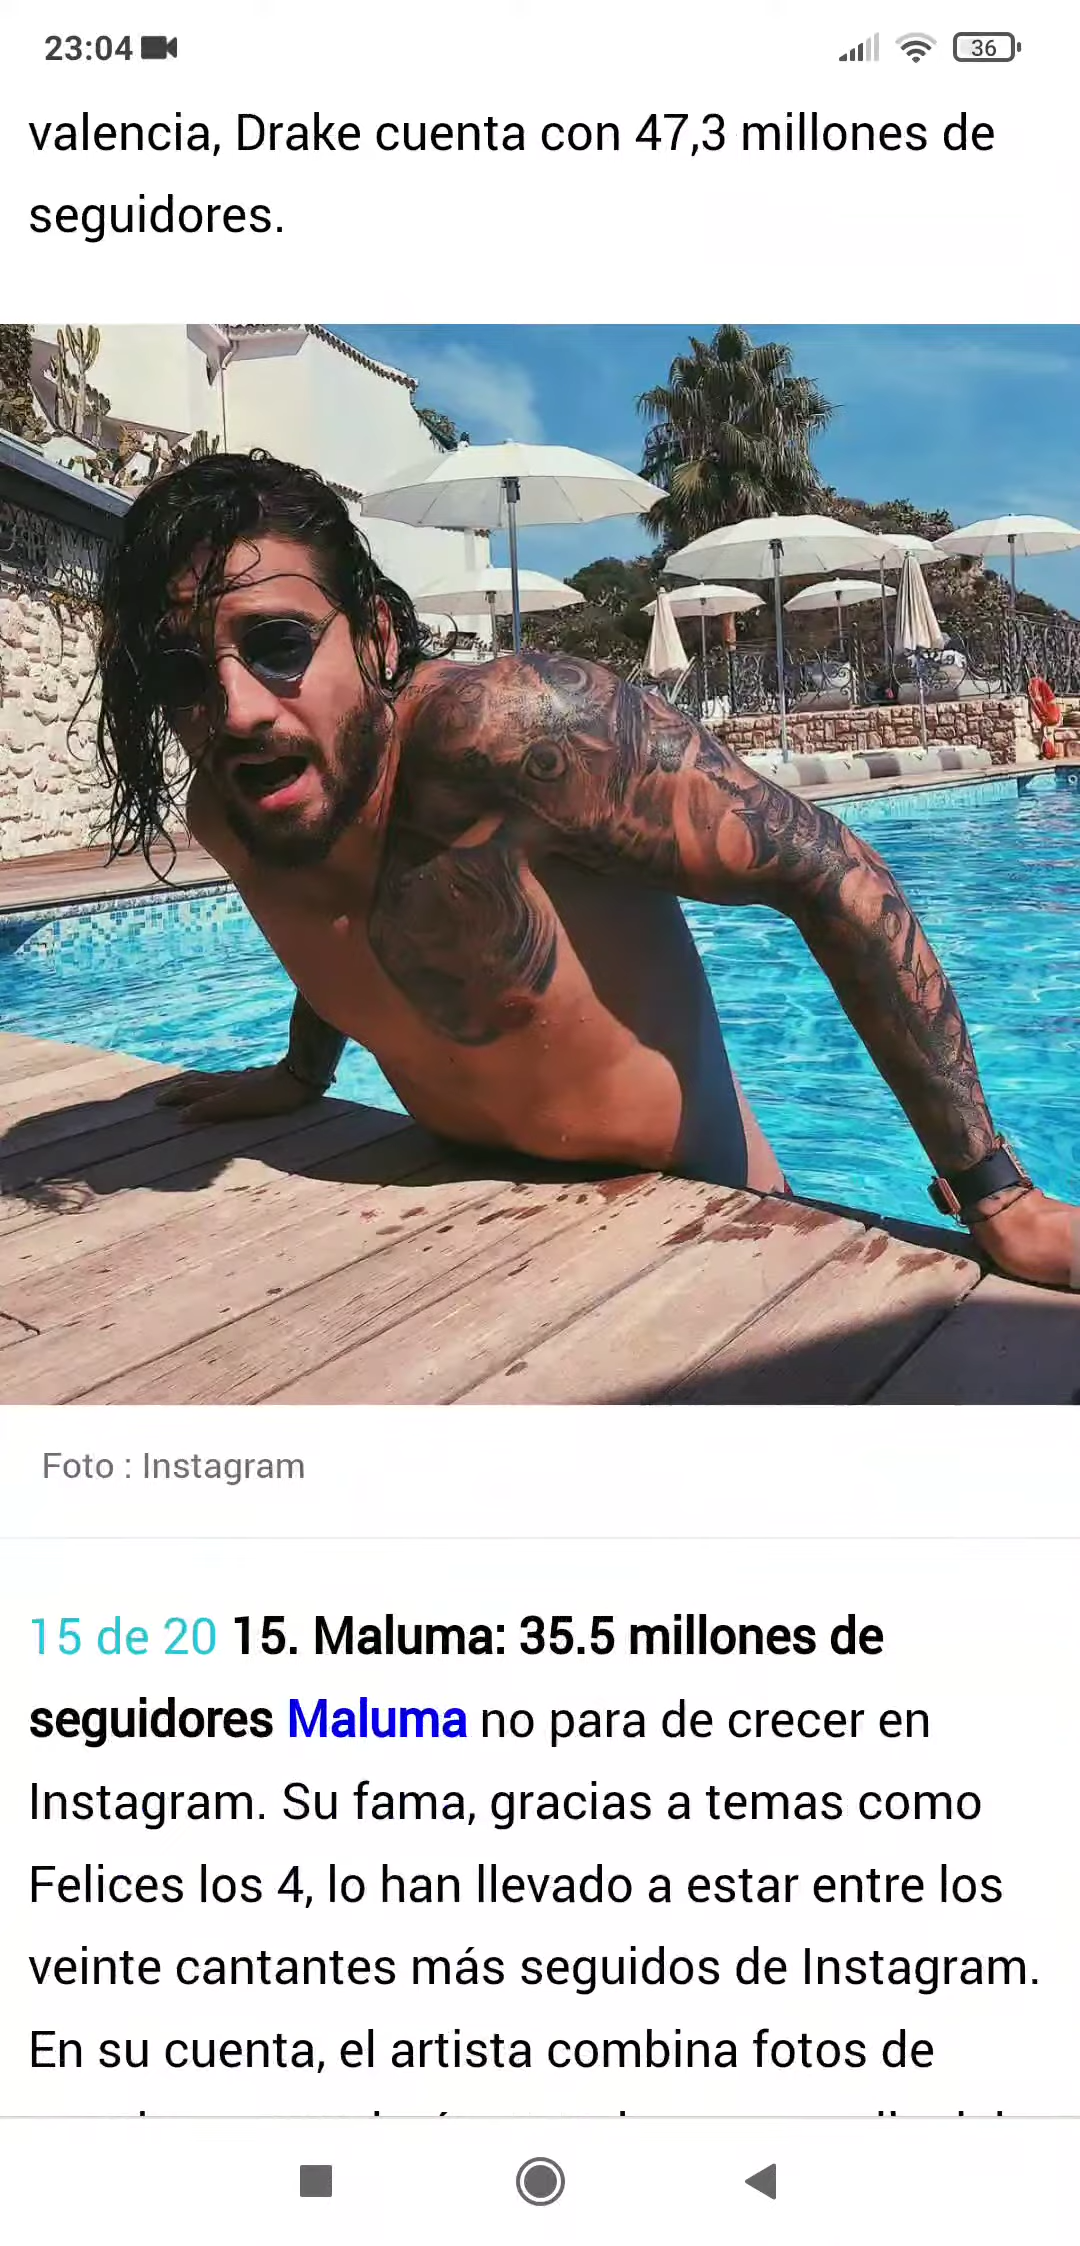 23:04
36
valencia, Drake cuenta con 47,3 millones de
seguidores.
Foto : Instagram
15 de 20 15. Maluma: 35.5 millones de
seguidores Maluma no para de crecer en
Instagram. Su fama, gracias a temas como
Felices los 4, lo han llevado a estar entre los
veinte cantantes más seguidos de Instagram.
En su cuenta, el artista combina fotos de